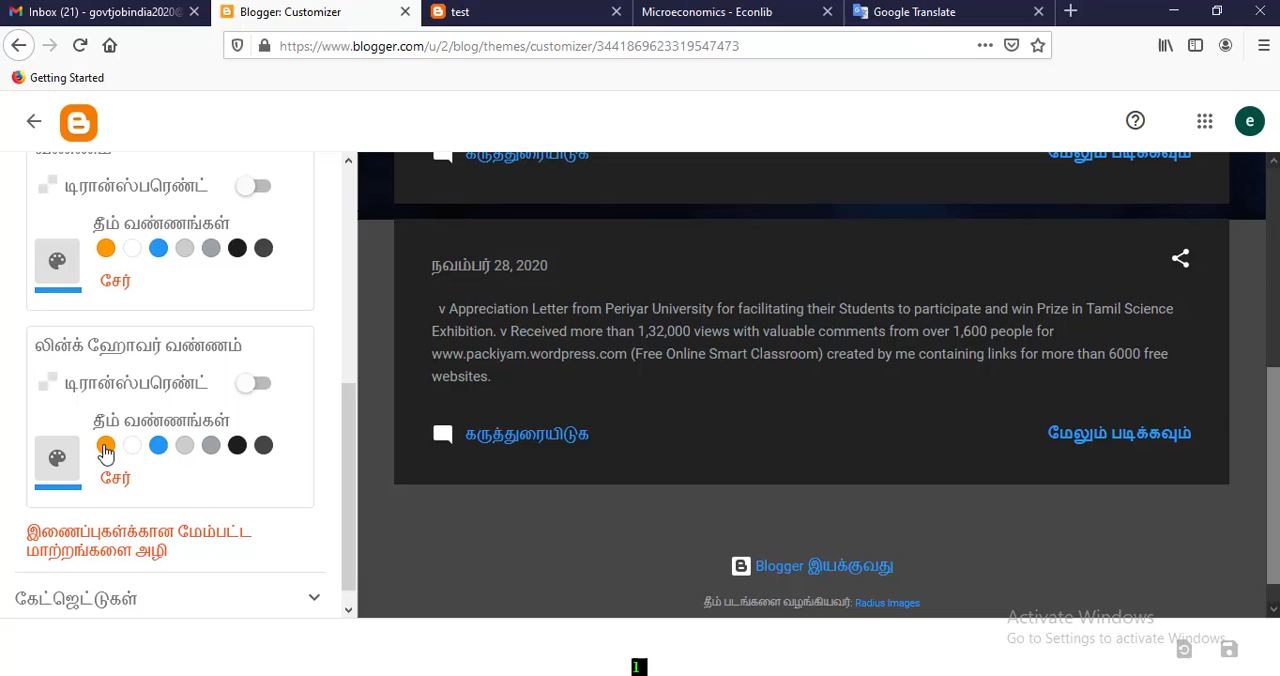 Inbox (21) - govtjobindia2020@
Blogger: Customizer
test
Microeconomics - Econlib
Google Translate
https://www.blogger.com/u/2/blog/themes/customizer/3441869623319547473
Getting Started
e
டிரான்ஸ்பரெண்ட்
தீம் வண்ணங்கள்
சேர்
லின்க் ஹோவர் வண்ணம்
டிரான்ஸ்பரெண்ட்
தீம் வண்ணங்கள்
சேர்
இணைப்புகள்க்கான மேம்பட்ட
மாற்றங்களை அழி
கேட்ஜெட்டுகள்
கருத்துரையிடுக
மேலும் படிக்கவும்
நவம்பர் 28, 2020
v Appreciation Letter from Periyar University for facilitating their Students to participate and win Prize in Tamil Science
Exhibition. v Received more than 1,32,000 views with valuable comments from over 1,600 people for
www.packiyam.wordpress.com (Free Online Smart Classroom) created by me containing links for more than 6000 free
websites.
கருத்துரையிடுக
மேலும் படிக்கவும்
Blogger இயக்குவது
தீம் படங்களை வழங்கியவர்: Radius Images
Activate Windows
Go to Settings to activate Windows.
1